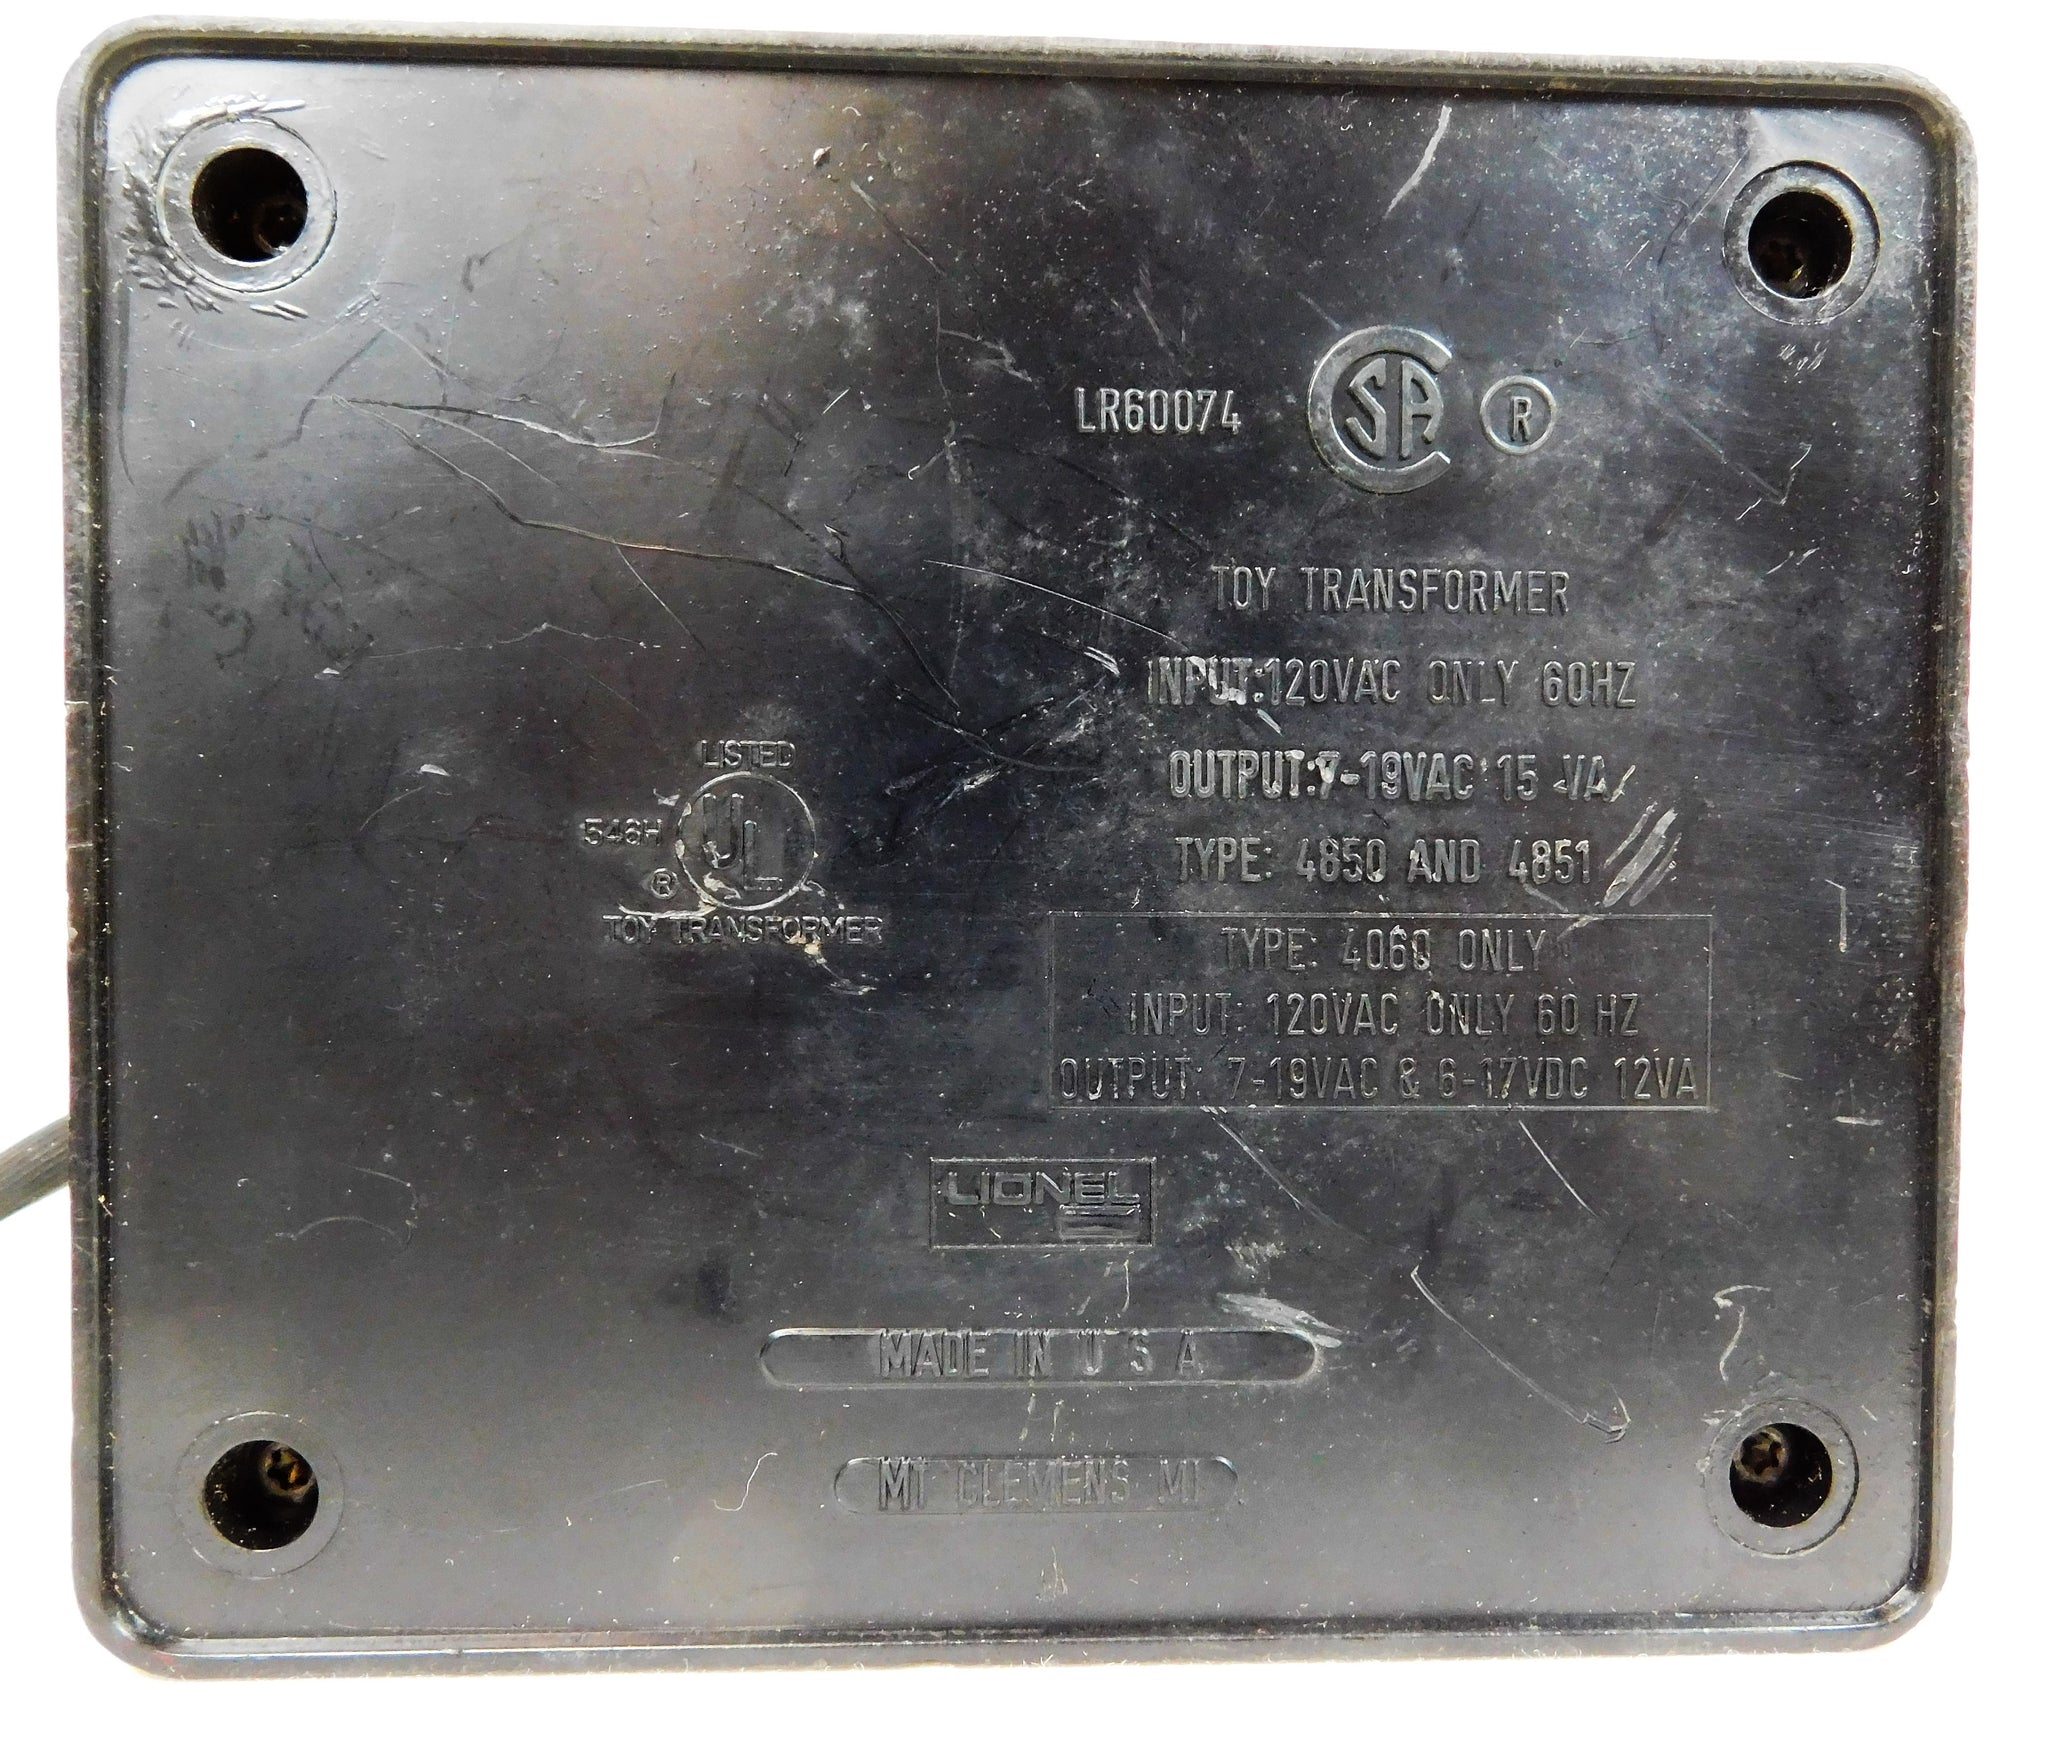 LR60074 CSA ®
TOY TRANSFORMER
INPUT:120VAC ONLY 60HZ
OUTPUT:7-19VAC 15 VA
TYPE: 4850 AND 4851
LISTED
546H UL
®
TOY TRANSFORMER
TYPE: 4060 ONLY
INPUT: 120VAC ONLY 60 HZ
OUTPUT: 7-19VAC & 6-17VDC 12VA
LIONEL
MADE IN U S A
MT CLEMENS MI